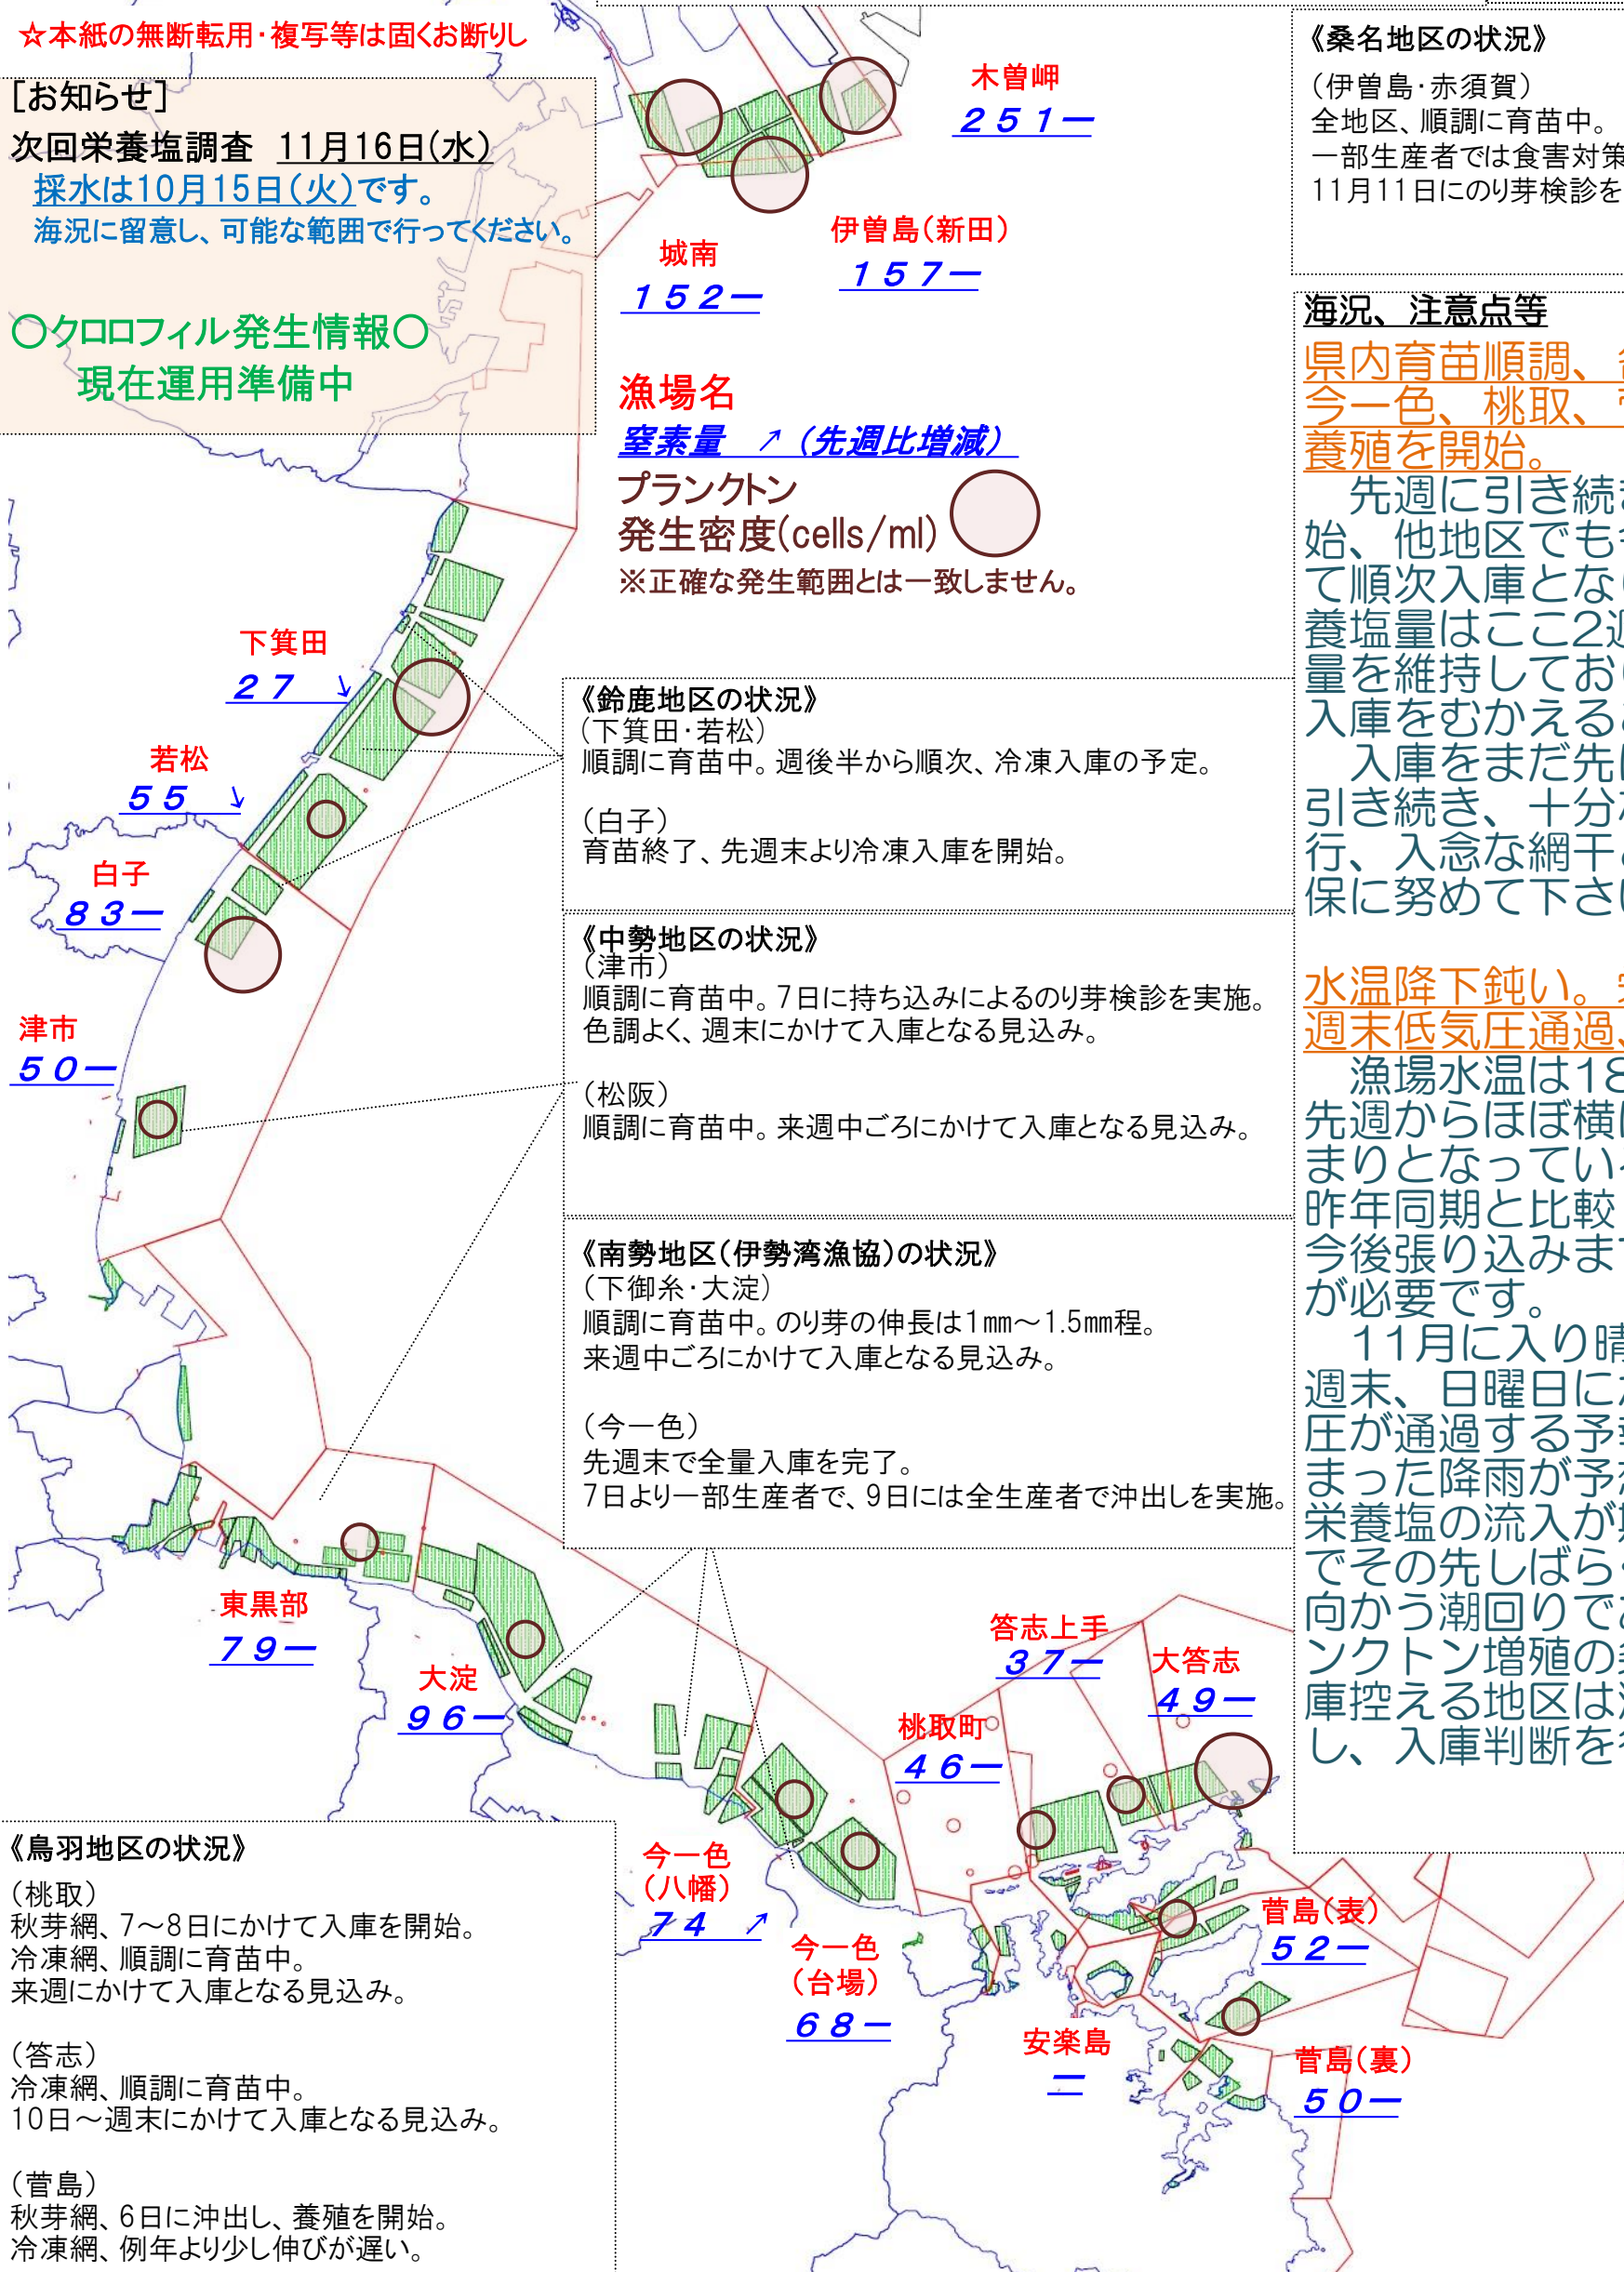 ☆本紙の無断転用・複写等は固くお断りし
[お知らせ]
次回栄養塩調査 11月16日(水)
採水は10月15日(火)です。
海況に留意し、可能な範囲で行ってください。
○クロロフィル発生情報○
現在運用準備中
木曽岬
251ー
伊曽島(新田)
157ー
城南
152ー
漁場名
窒素量 ↗(先週比増減)
プランクトン
発生密度(cells/ml)
※正確な発生範囲とは一致しません。
下箕田
27 ↓
若松
55 ↓
白子
83ー
津市
50ー
《桑名地区の状況》
(伊曽島・赤須賀)
全地区、順調に育苗中。
一部生産者では食害対策
11月11日にのり芽検診を
《鈴鹿地区の状況》
(下箕田・若松)
順調に育苗中。週後半から順次、冷凍入庫の予定。
(白子)
育苗終了、先週末より冷凍入庫を開始。
《中勢地区の状況》
(津市)
順調に育苗中。7日に持ち込みによるのり芽検診を実施。
色調よく、週末にかけて入庫となる見込み。
(松阪)
順調に育苗中。来週中ごろにかけて入庫となる見込み。
《南勢地区(伊勢湾漁協)の状況》
(下御糸・大淀)
順調に育苗中。のり芽の伸長は1㎜~1.5㎜程。
来週中ごろにかけて入庫となる見込み。
(今一色)
先週末で全量入庫を完了。
7日より一部生産者で、9日には全生産者で沖出しを実施。
海況、注意点等
県内育苗順調、
今一色、桃取、
養殖を開始。
先週に引き続
始、他地区でも
て順次入庫とな
養塩量はここ2週
量を維持してお
入庫をむかえる
入庫をまだ先
引き続き、十分
行、入念な網干
保に努めて下さ
水温降下鈍い。
週末低気圧通過、
漁場水温は18
先週からほぼ横
まりとなってい
昨年同期と比較
今後張り込みま
が必要です。
11月に入り晴
週末、日曜日に
圧が通過する予
まった降雨が予
栄養塩の流入が
でその先しばら
向かう潮回りで
ンクトン増殖の
庫控える地区は
し、入庫判断を
東黒部
79ー
大淀
96ー
答志上手
37ー
大答志
49ー
桃取町
46ー
今一色
(八幡)
74 ↗
今一色
(台場)
68ー
菅島(表)
52ー
安楽島
ー
菅島(裏)
50ー
《鳥羽地区の状況》
(桃取)
秋芽網、7~8日にかけて入庫を開始。
冷凍網、順調に育苗中。
来週にかけて入庫となる見込み。
(答志)
冷凍網、順調に育苗中。
10日~週末にかけて入庫となる見込み。
(菅島)
秋芽網、6日に沖出し、養殖を開始。
冷凍網、例年より少し伸びが遅い。